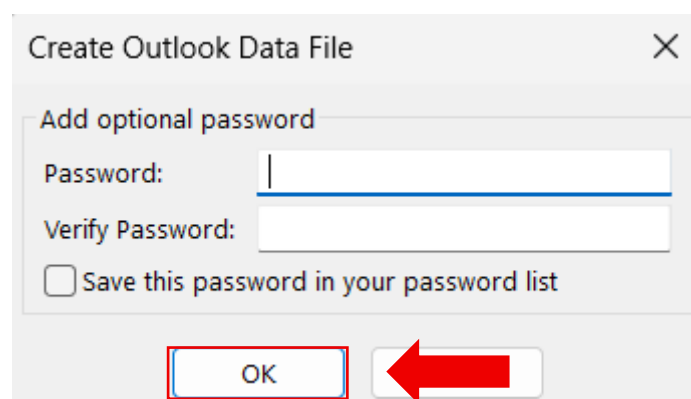 Create Outlook Data File
Add optional password
Password:
Verify Password:
Save this password in your password list
OK